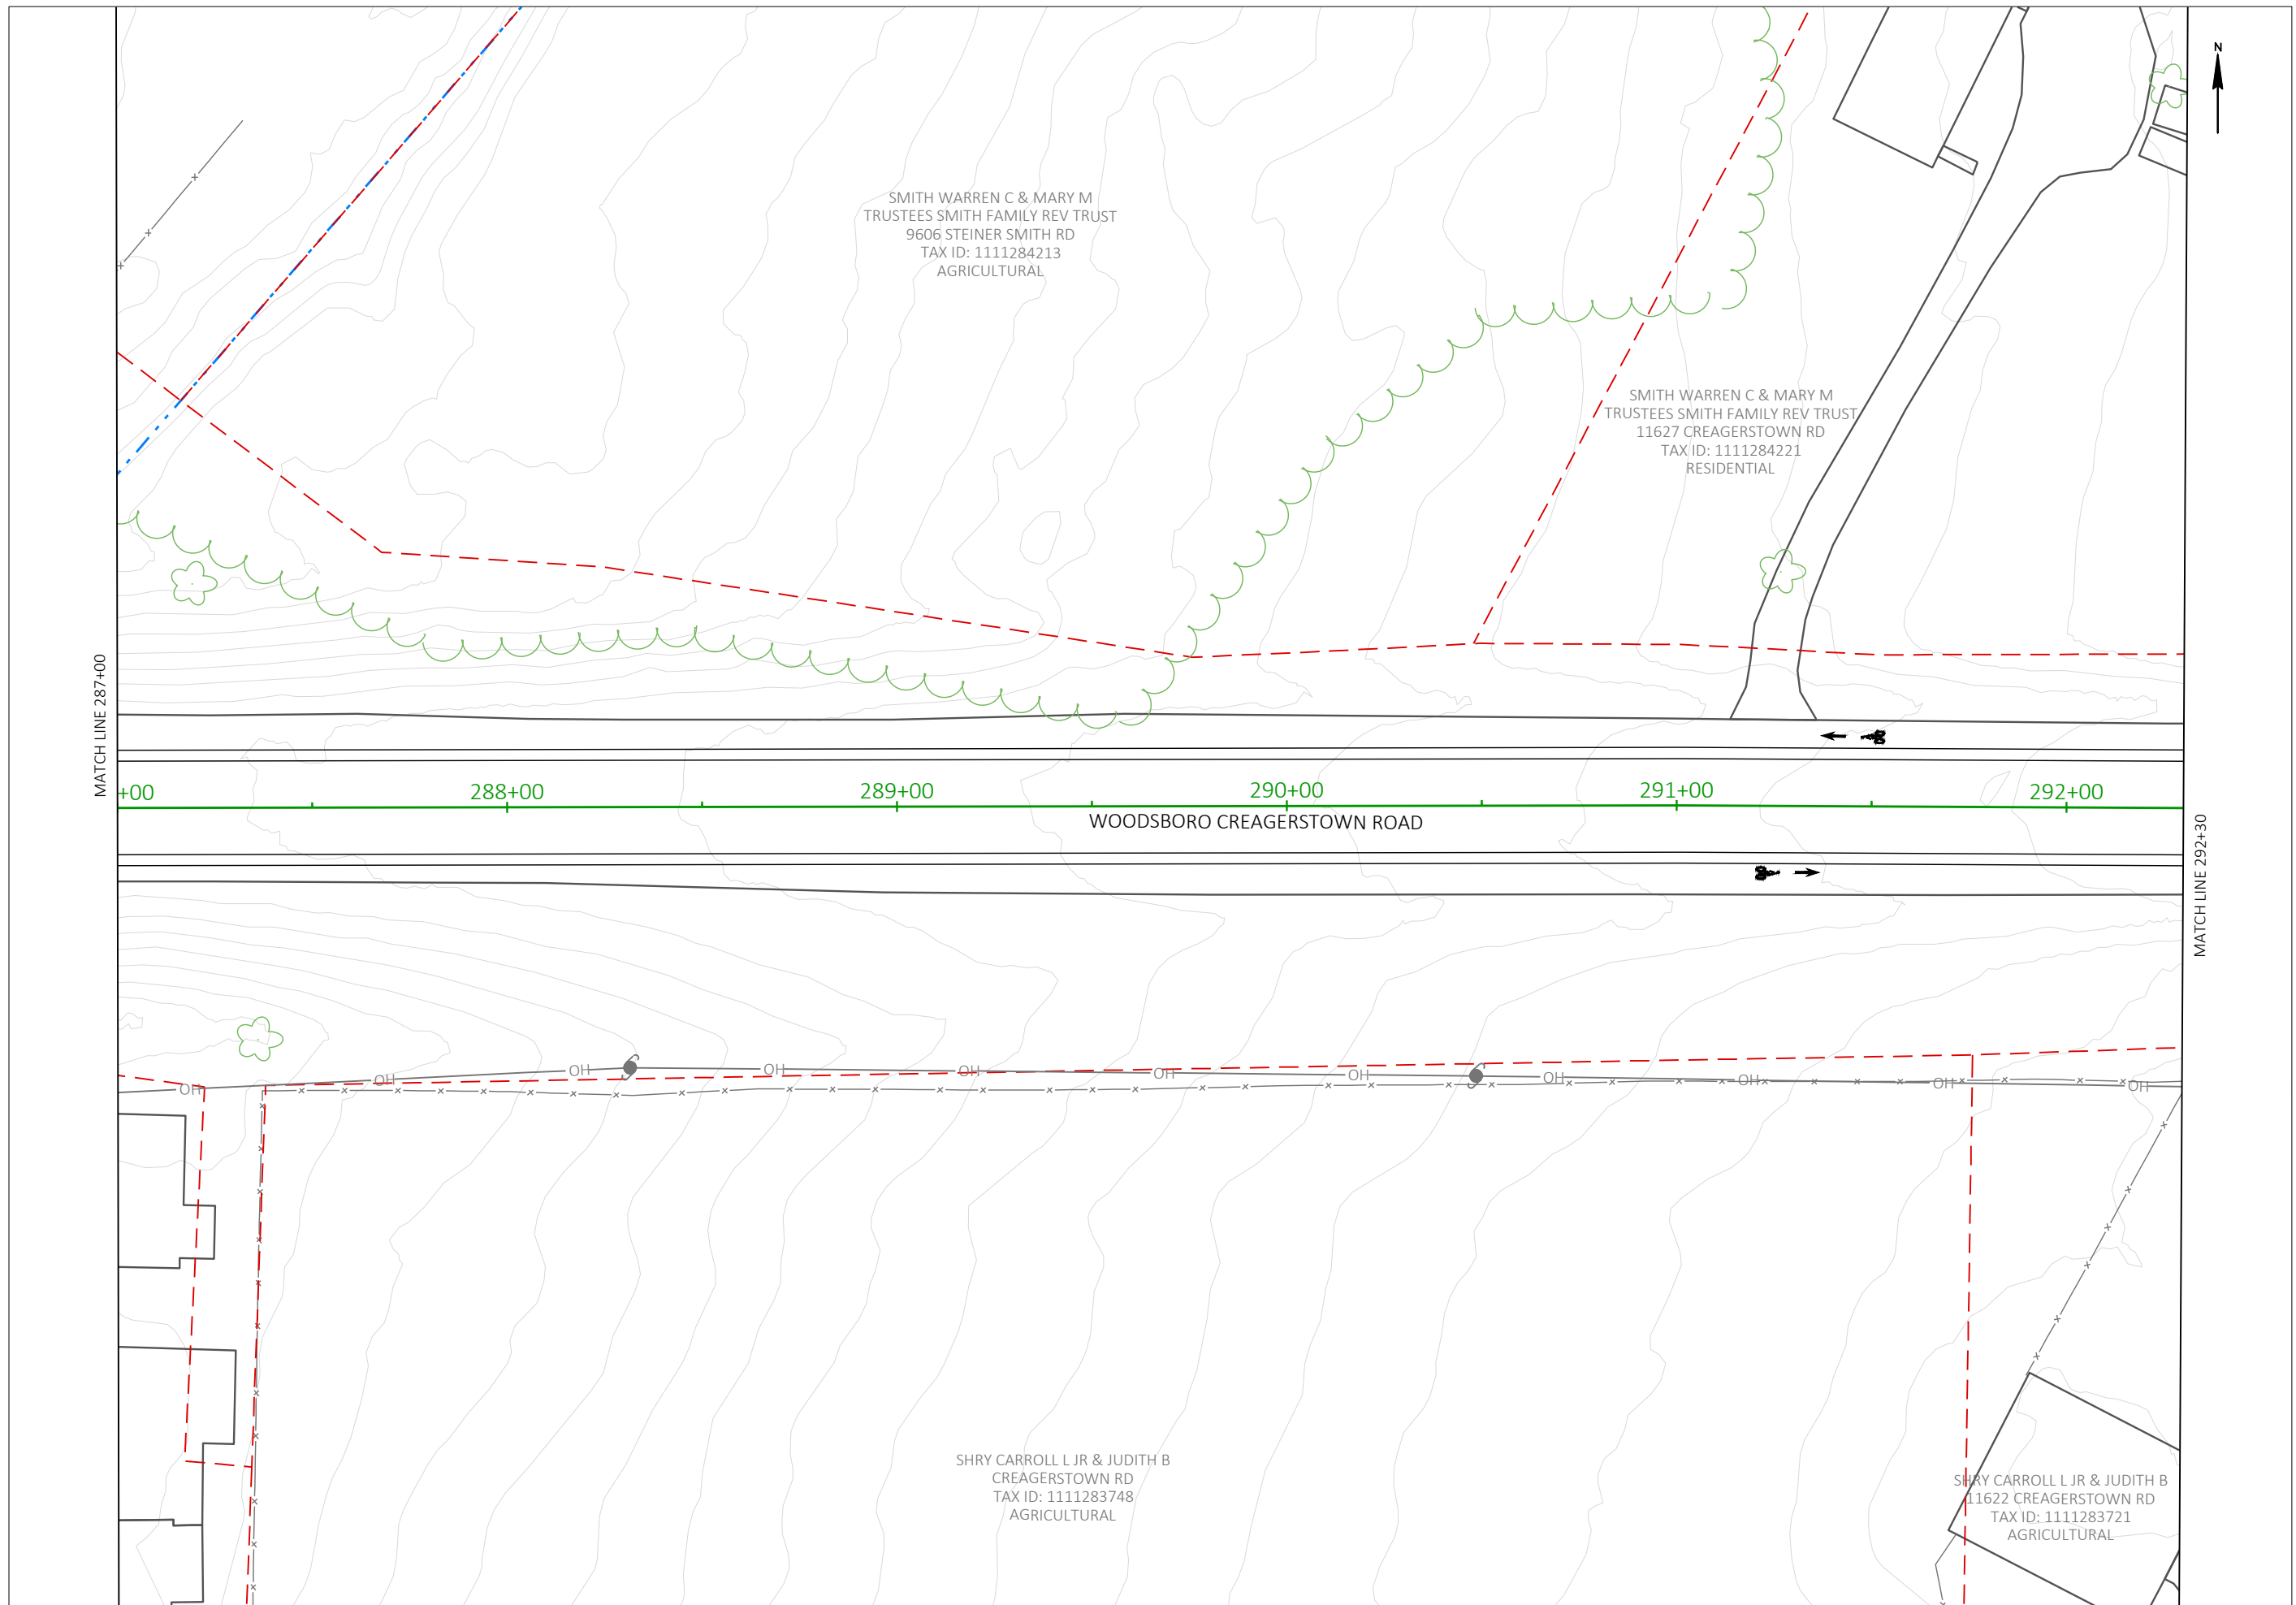 N
SMITH WARREN C & MARY M
TRUSTEES SMITH FAMILY REV TRUST
9606 STEINER SMITH RD
TAX ID: 1111284213
AGRICULTURAL
SMITH WARREN C & MARY M
TRUSTEES SMITH FAMILY REV TRUST
11627 CREAGERSTOWN RD
TAX ID: 1111284221
RESIDENTIAL
MATCH LINE 287+00
+00
288+00
289+00
290+00
291+00
292+00
WOODSBORO CREAGERSTOWN ROAD
MATCH LINE 292+30
OH
OH
OH
OH
OH
OH
OH
OH
OH
OH
OH
SHRY CARROLL L JR & JUDITH B
CREAGERSTOWN RD
TAX ID: 1111283748
AGRICULTURAL
SHRY CARROLL L JR & JUDITH B
11622 CREAGERSTOWN RD
TAX ID: 1111283721
AGRICULTURAL